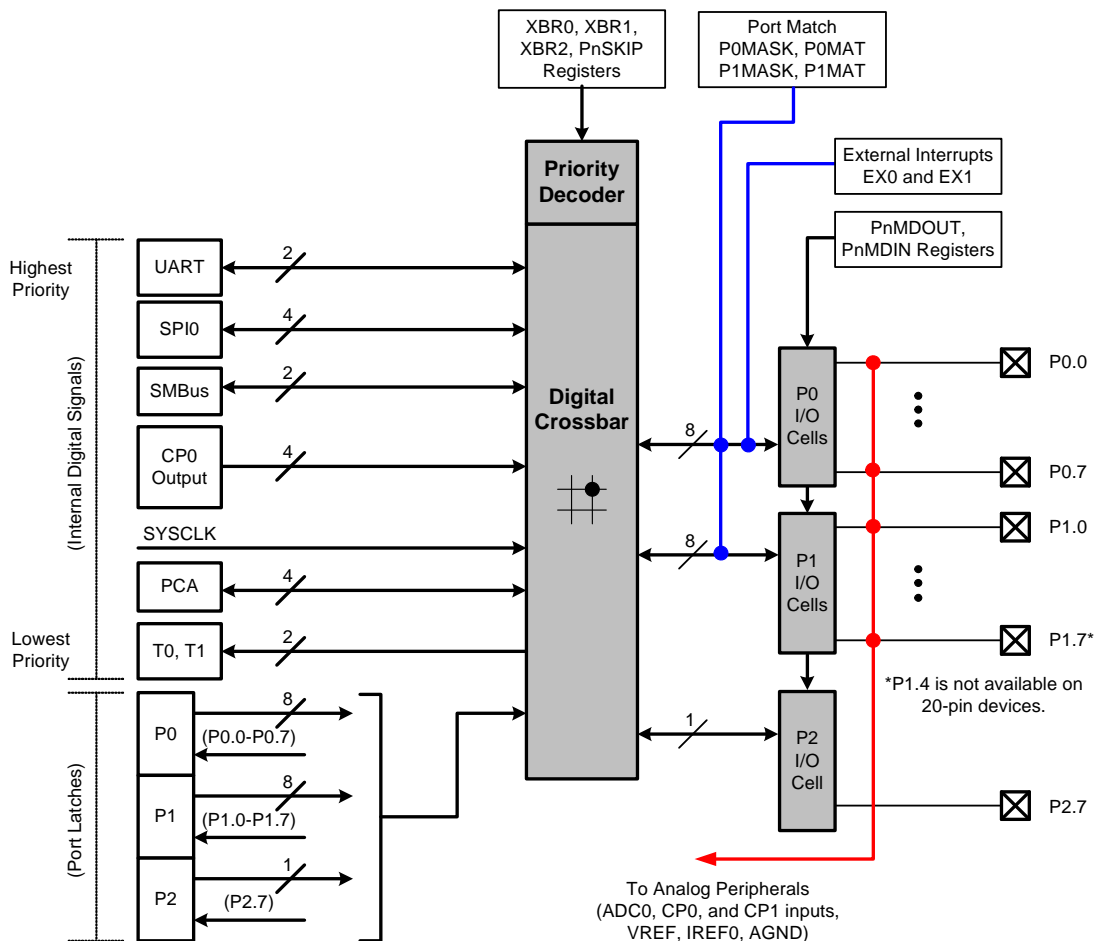 XBR0, XBR1,
XBR2, PnSKIP
Registers
Port Match
P0MASK, P0MAT
P1MASK, P1MAT
External Interrupts
EX0 and EX1
PnMDOUT,
PnMDIN Registers
Priority
Decoder
Digital
Crossbar
Highest
Priority
(Internal Digital Signals)
Lowest
Priority
UART
2
SPI0
4
SMBus
2
CP0
Output
4
SYSCLK
PCA
4
T0, T1
2
(Port Latches)
P0
8
(P0.0-P0.7)
P1
8
(P1.0-P1.7)
P2
1
(P2.7)
8
P0
I/O
Cells
P0.0
P0.7
8
P1
I/O
Cells
P1.0
P1.7*
*P1.4 is not available on
20-pin devices.
1
P2
I/O
Cell
P2.7
To Analog Peripherals
(ADC0, CP0, and CP1 inputs,
VREF, IREF0, AGND)